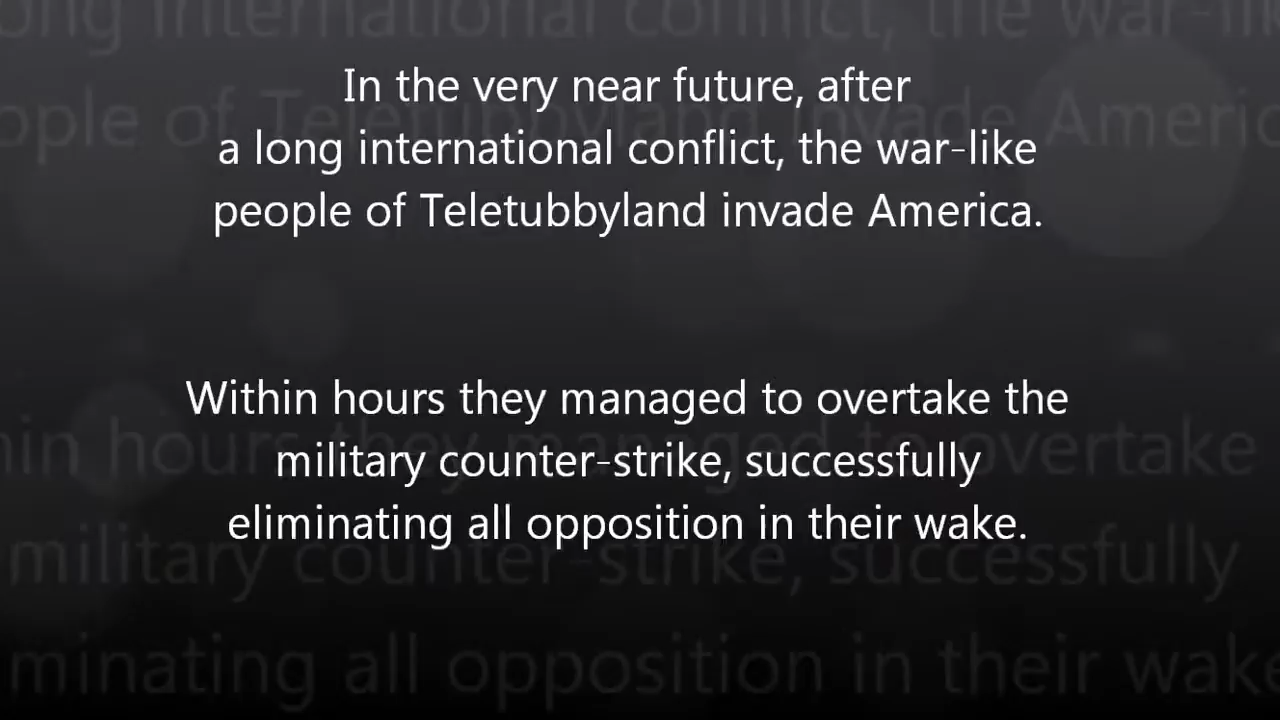 In the very near future, after
a long international conflict, the war-like
people of Teletubbyland invade America.
Within hours they managed to overtake the
military counter-strike, successfully
eliminating all opposition in their wake.